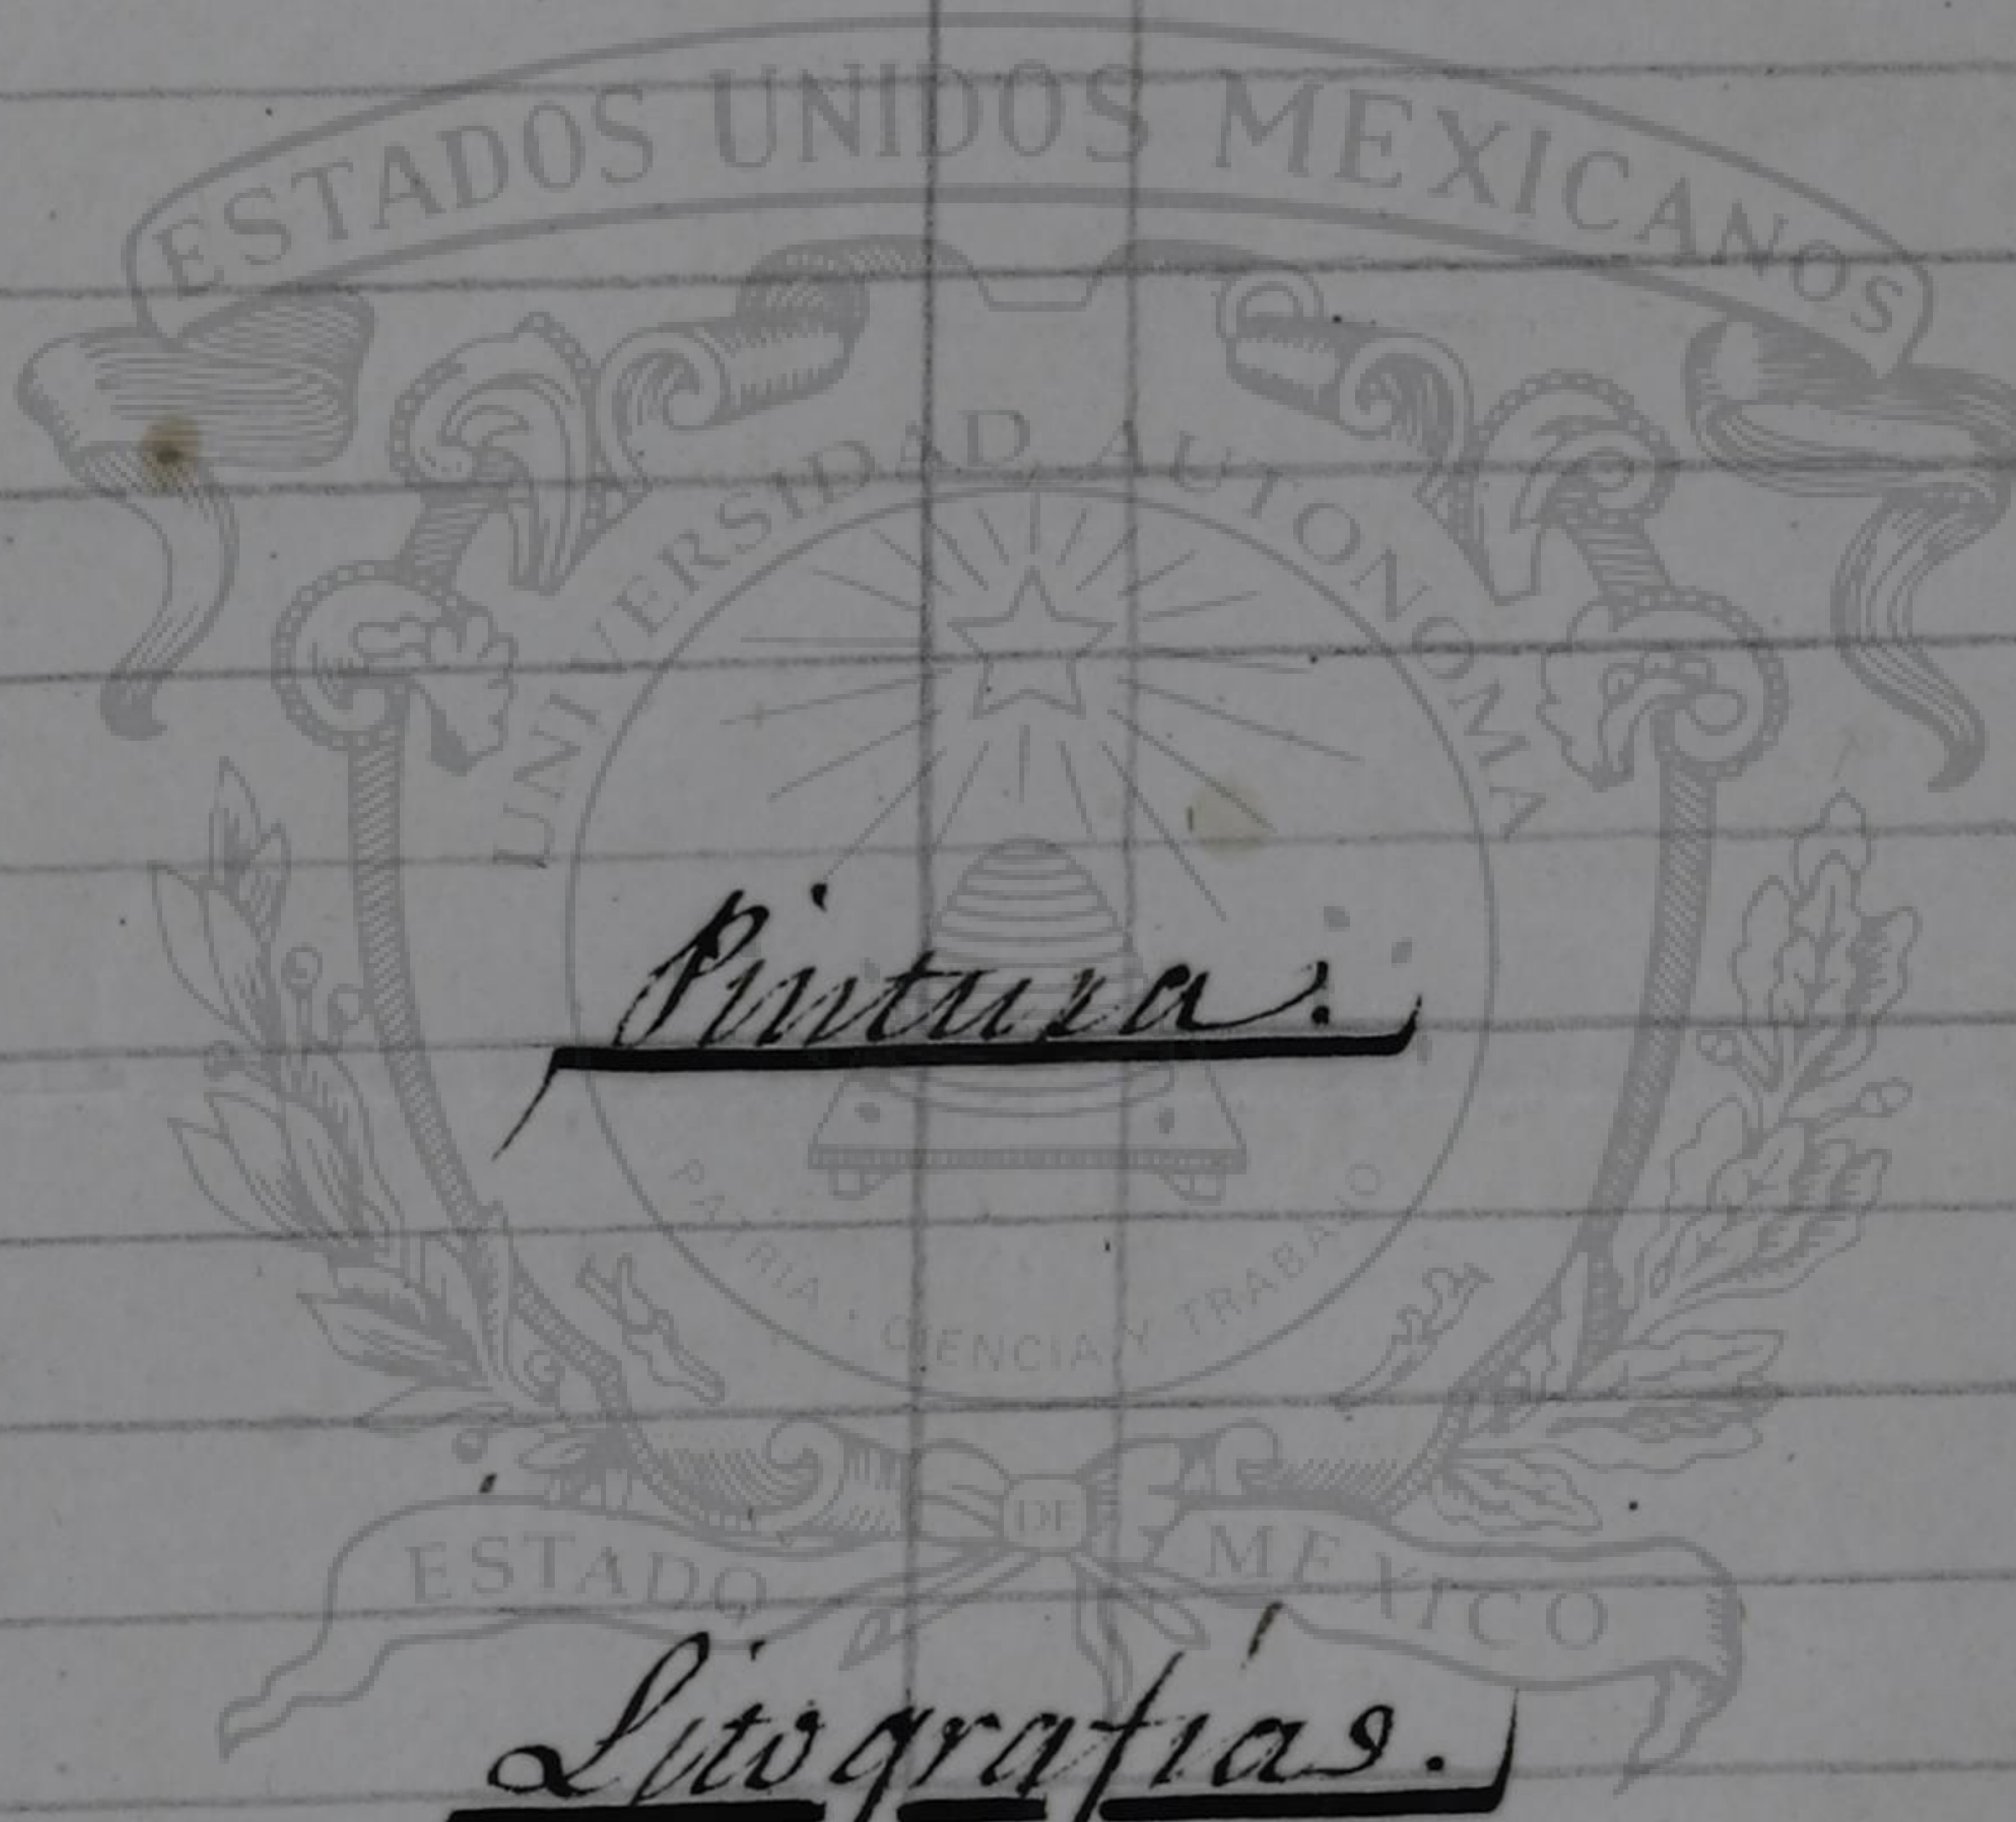 ESTADOS UNIDOS MEXICANOS
UNIVERSIDAD AUTONOMA
Pintura.
PATRIA · CIENCIA Y TRABAJO
ESTADO DE MEXICO
Litografías.